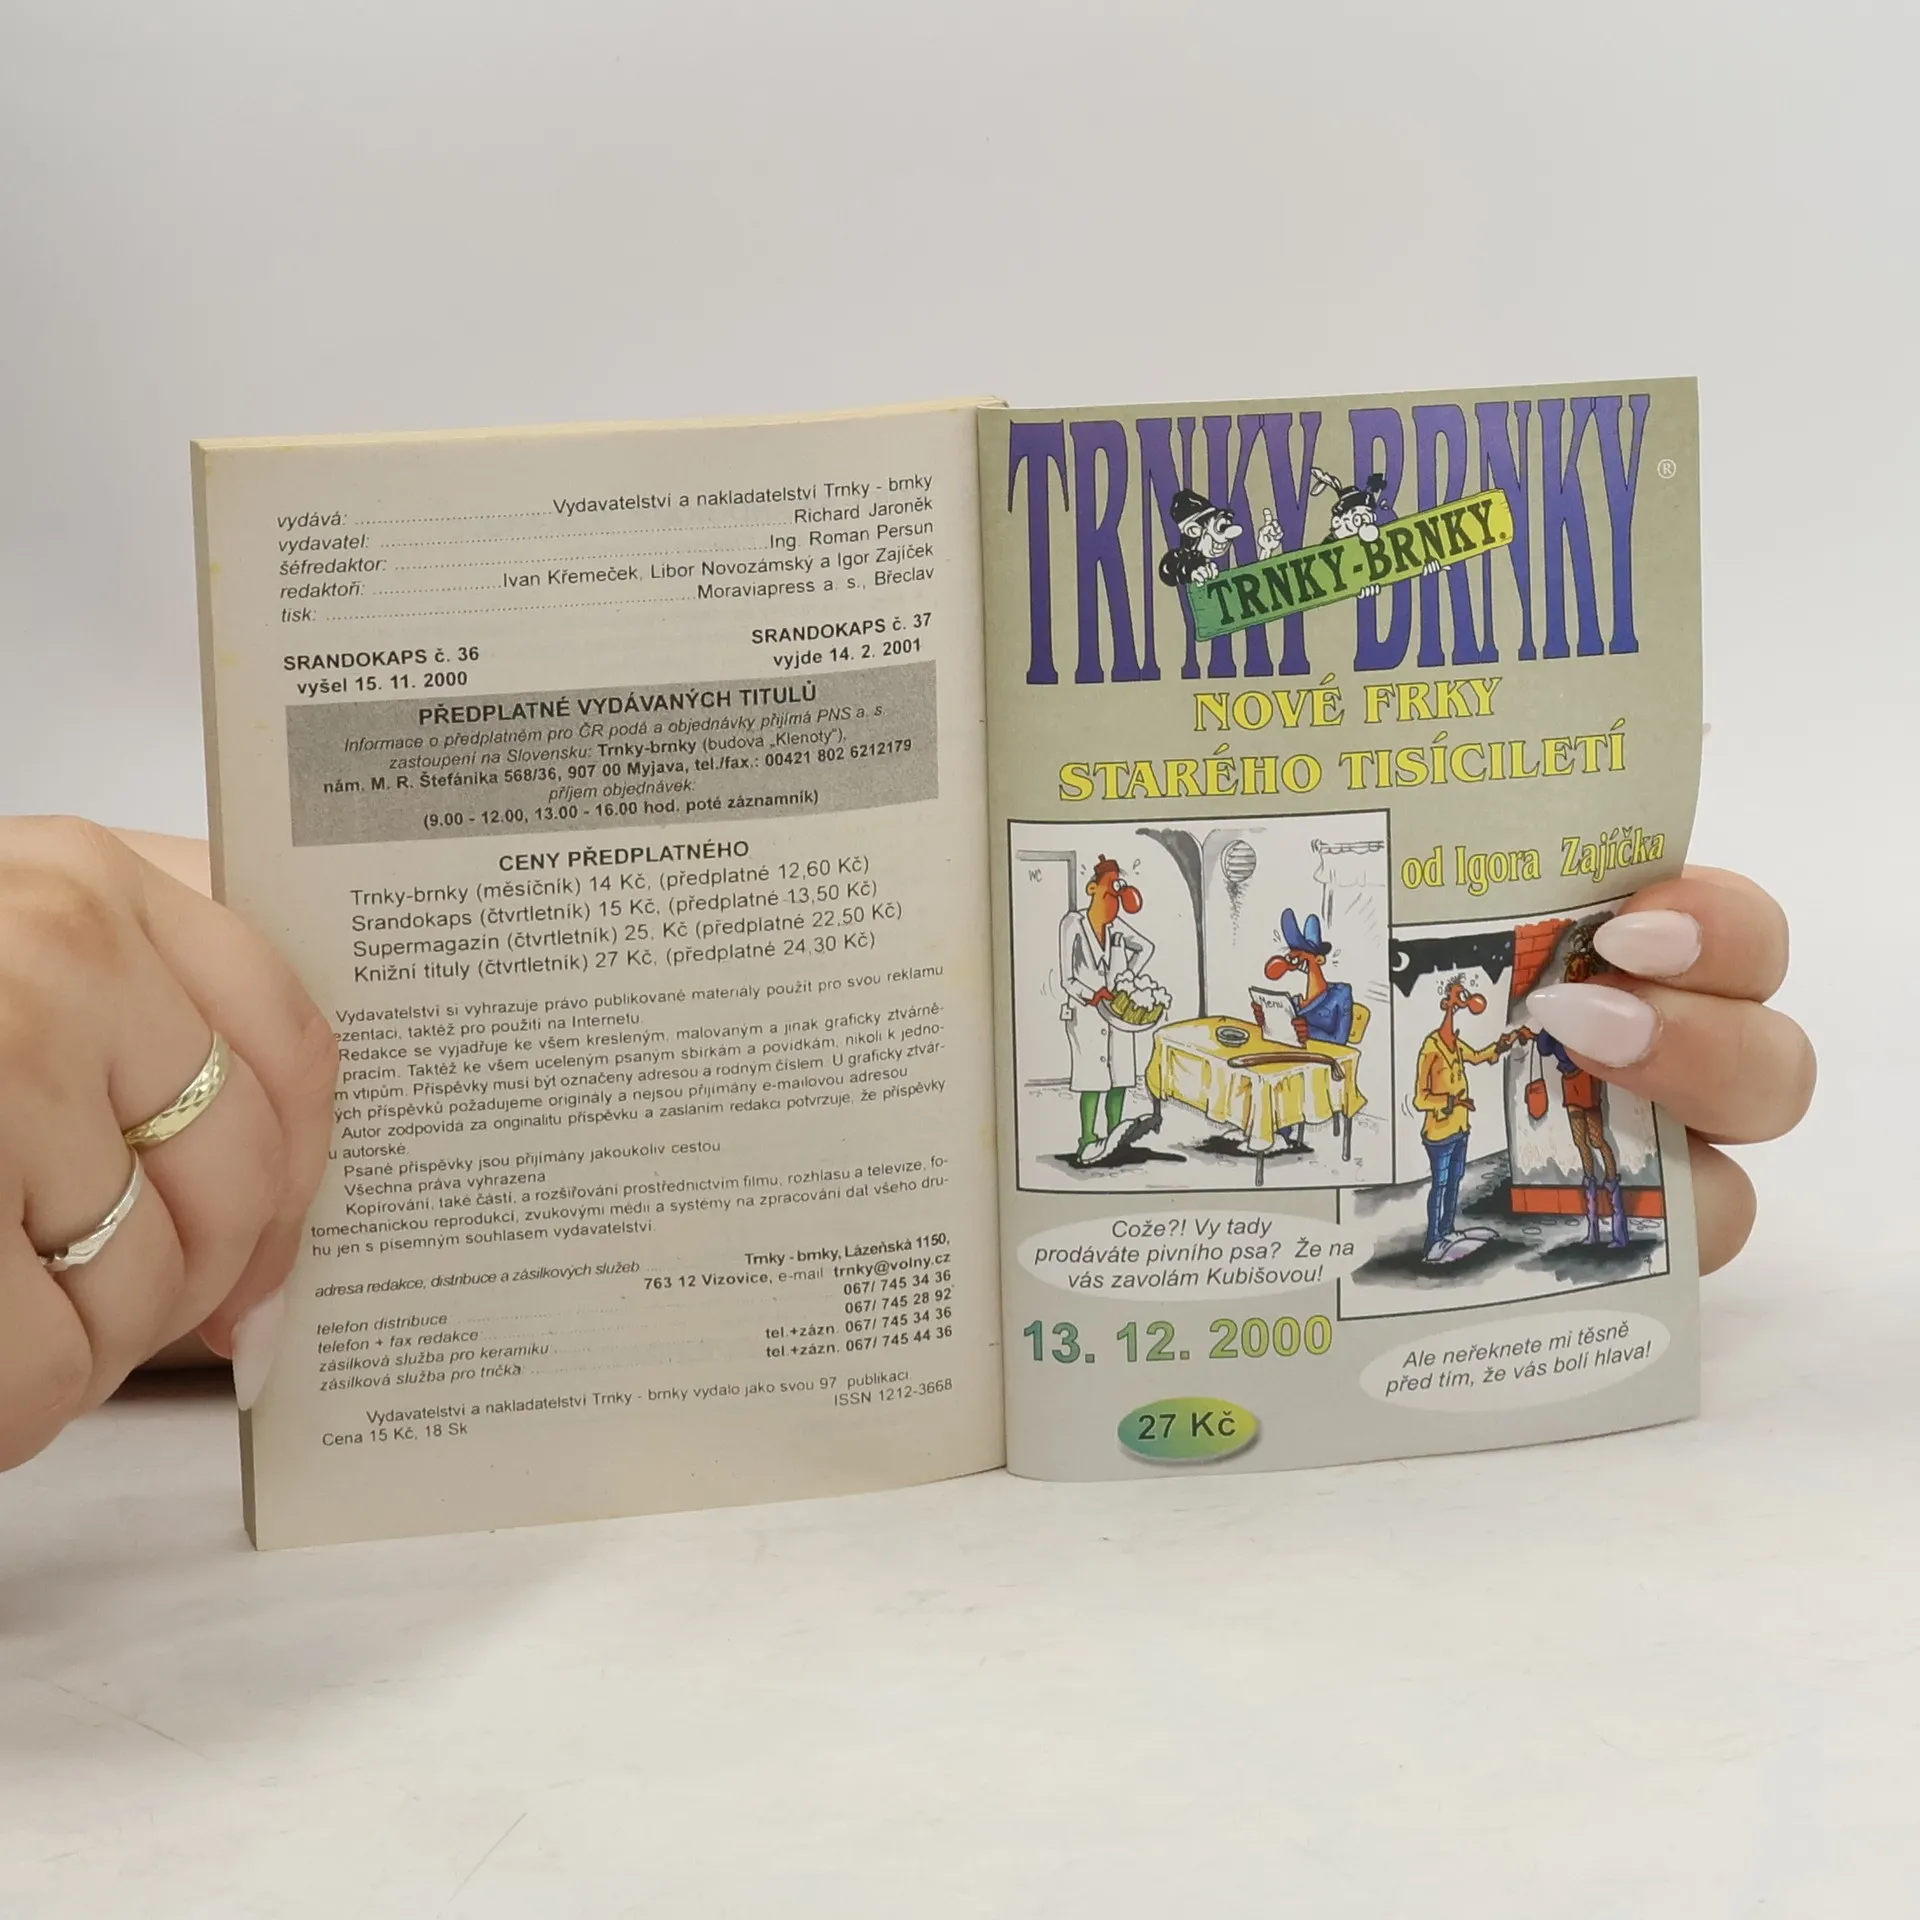 vydává: Vydavatelství a nakladatelství Trnky - brnky
vydavatel: Richard Jaroněk
šéfredaktor: Ing. Roman Persun
redaktoři: Ivan Křemeček, Libor Novozámský a Igor Zajíček
tisk: Moraviapress a. s., Břeclav
SRANDOKAPS č. 36
vyšel 15. 11. 2000
SRANDOKAPS č. 37
vyjde 14. 2. 2001
PŘEDPLATNÉ VYDÁVANÝCH TITULŮ
Informace o předplatném pro ČR podá a objednávky přijímá PNS a. s.
zastoupení na Slovensku: Trnky-brnky (budova „Klenoty"),
nám. M. R. Štefánika 568/36, 907 00 Myjava, tel./fax.: 00421 802 6212179
příjem objednávek:
(9.00 - 12.00, 13.00 - 16.00 hod. poté záznamník)
CENY PŘEDPLATNÉHO
Trnky-brnky (měsíčník) 14 Kč, (předplatné 12,60 Kč)
Srandokaps (čtvrtletník) 15 Kč, (předplatné 13,50 Kč)
Supermagazín (čtvrtletník) 25. Kč (předplatné 22,50 Kč)
Knižní tituly (čtvrtletník) 27 Kč, (předplatné 24,30 Kč)
Vydavatelství si vyhrazuje právo publikované materiály použít pro svou reklamu
ezentaci, taktéž pro použití na Internetu.
Redakce se vyjadřuje ke všem kresleným, malovaným a jinak graficky ztvárně-
pracím. Taktéž ke všem uceleným psaným sbírkám a povídkám, nikoli k jedno-
m vtipům. Příspěvky musí být označeny adresou a rodným číslem. U graficky ztvár-
ých příspěvků požadujeme originály a nejsou přijímány e-mailovou adresou
Autor zodpovídá za originalitu příspěvku a zasláním redakci potvrzuje, že příspěvky
u autorské.
Psané příspěvky jsou přijímány jakoukoliv cestou
Všechna práva vyhrazena
Kopírování, také částí, a rozšiřování prostřednictvím filmu, rozhlasu a televize, fo-
tomechanickou reprodukcí, zvukovými médii a systémy na zpracování dat všeho dru-
hu jen s písemným souhlasem vydavatelství.
adresa redakce, distribuce a zásilkových služeb Trnky - brnky, Lázeňská 1150,
763 12 Vizovice, e-mail trnky@volny.cz
telefon distribuce 067/ 745 34 36
telefon + fax redakce 067/ 745 28 92
zásilková služba pro keramiku tel.+zázn. 067/ 745 34 36
zásilková služba pro trička: tel.+zázn. 067/ 745 44 36
Vydavatelství a nakladatelství Trnky - brnky vydalo jako svou 97 publikaci.
Cena 15 Kč, 18 Sk ISSN 1212-3668
TRNKY BRNKY ®
TRNKY-BRNKY®
NOVÉ FRKY
STARÉHO TISÍCILETÍ
od Igora Zajíčka
WC
Menu
Cože?! Vy tady
prodáváte pivního psa? Že na
vás zavolám Kubišovou!
13. 12. 2000
Ale neřeknete mi těsně
před tím, že vás bolí hlava!
27 Kč